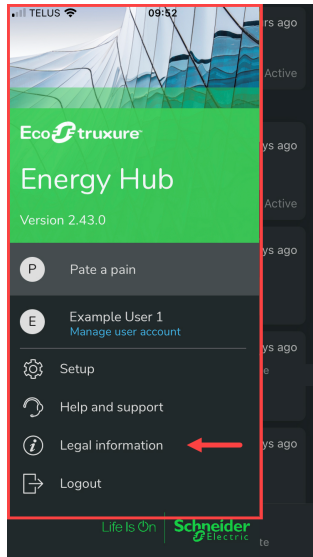 TELUS 09:52
rs ago
Active
EcoStruxure
ys ago
Energy Hub
Version 2.43.0
Active
P Pate a pain
ys ago
E Example User 1
Manage user account
ys ago
e
Setup
Help and support
Legal information
ys ago
Logout
Life Is On Schneider
Electric
te